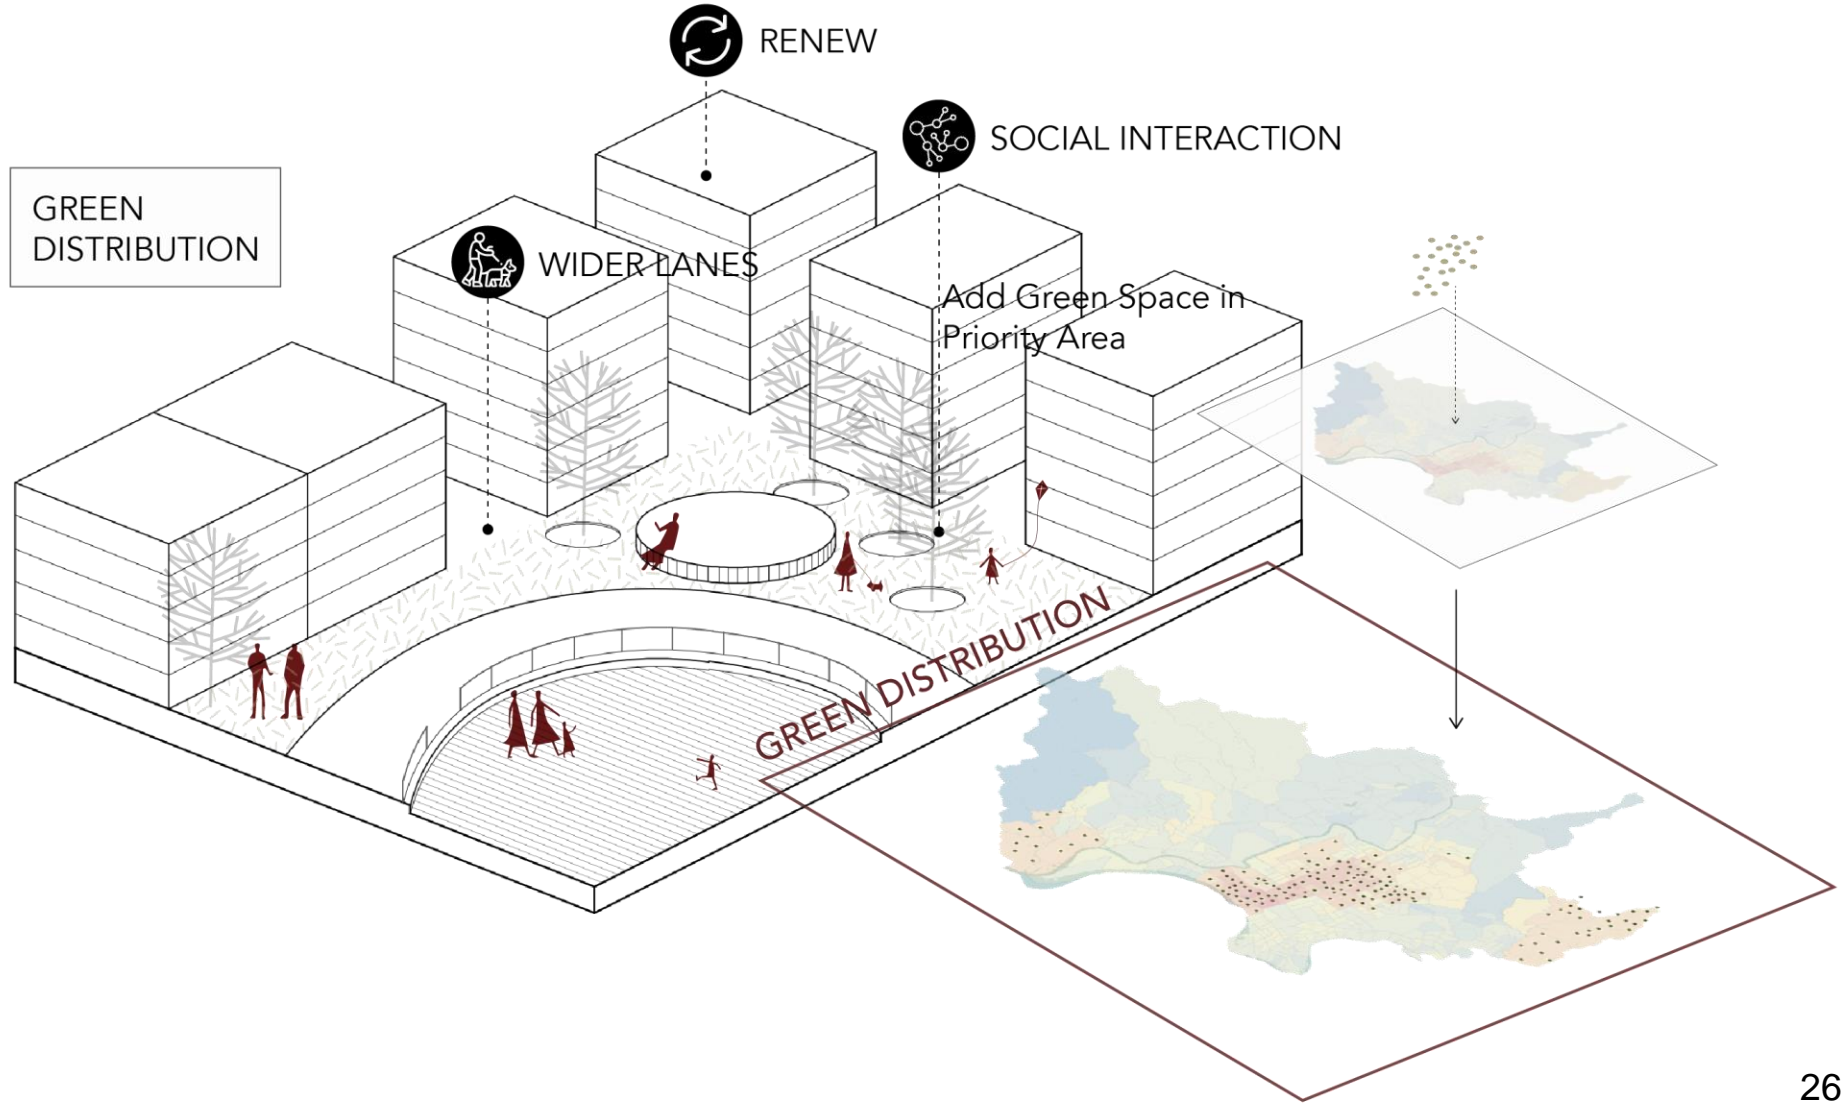 RENEW
SOCIAL INTERACTION
GREEN
DISTRIBUTION
WIDER LANES
Add Green Space in
Priority Area
GREEN DISTRIBUTION
26